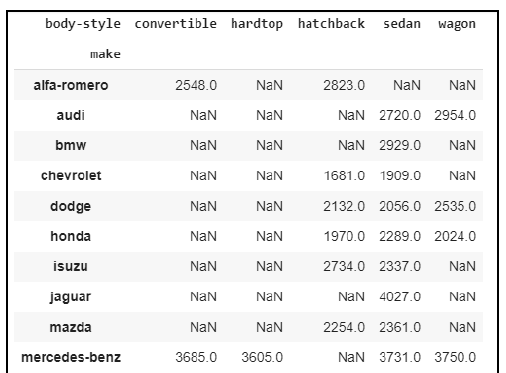 body-style convertible hardtop hatchback sedan wagon
make
alfa-romero 2548.0 NaN 2823.0 NaN NaN
audi NaN NaN NaN 2720.0 2954.0
bmw NaN NaN NaN 2929.0 NaN
chevrolet NaN NaN 1681.0 1909.0 NaN
dodge NaN NaN 2132.0 2056.0 2535.0
honda NaN NaN 1970.0 2289.0 2024.0
isuzu NaN NaN 2734.0 2337.0 NaN
jaguar NaN NaN NaN 4027.0 NaN
mazda NaN NaN 2254.0 2361.0 NaN
mercedes-benz 3685.0 3605.0 NaN 3731.0 3750.0